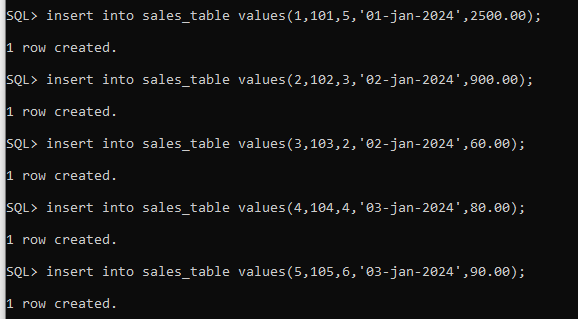 SQL> insert into sales_table values(1,101,5,'01-jan-2024',2500.00);
1 row created.
SQL> insert into sales_table values(2,102,3,'02-jan-2024',900.00);
1 row created.
SQL> insert into sales_table values(3,103,2,'02-jan-2024',60.00);
1 row created.
SQL> insert into sales_table values(4,104,4,'03-jan-2024',80.00);
1 row created.
SQL> insert into sales_table values(5,105,6,'03-jan-2024',90.00);
1 row created.